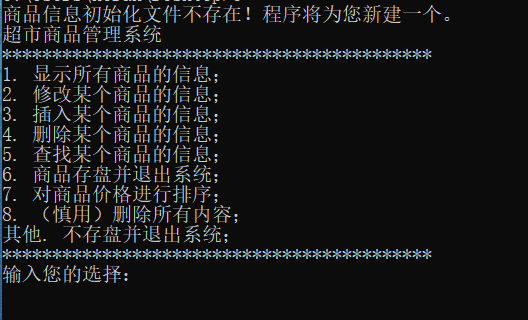 商品信息初始化文件不存在！程序将为您新建一个。
超市商品管理系统
*******************************************
1. 显示所有商品的信息;
2. 修改某个商品的信息;
3. 插入某个商品的信息;
4. 删除某个商品的信息;
5. 查找某个商品的信息;
6. 商品存盘并退出系统;
7. 对商品价格进行排序;
8. （慎用）删除所有内容;
其他. 不存盘并退出系统;
*******************************************
输入您的选择: